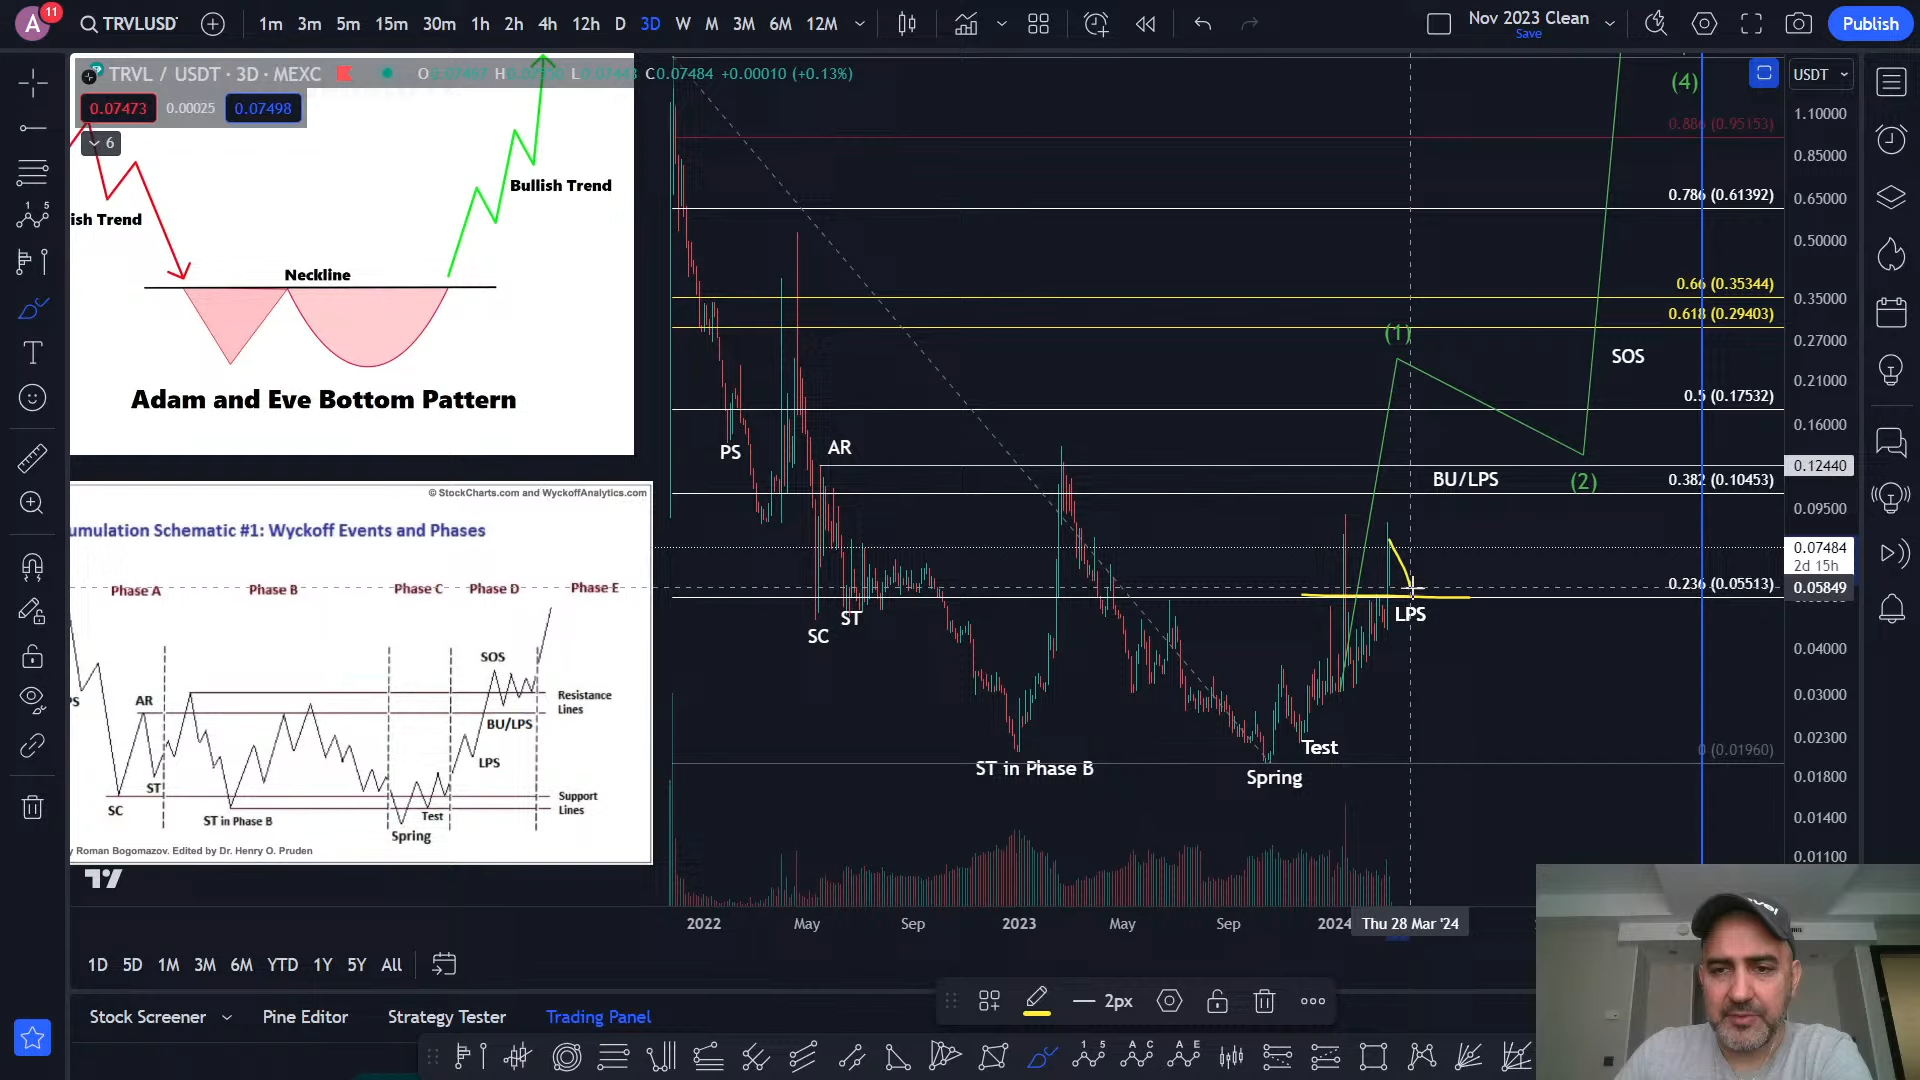 A
11
TRVLUSDT
1m 3m 5m 15m 30m 1h 2h 4h 12h D 3D W M 3M 6M 12M
Nov 2023 Clean
Save
Publish
TRVL / USDT · 3D · MEXC
C0.07484 +0.00010 (+0.13%)
0.07473 0.00025 0.07498
6
ish Trend
Bullish Trend
Neckline
Adam and Eve Bottom Pattern
© StockCharts.com and WyckoffAnalytics.com
umulation Schematic #1: Wyckoff Events and Phases
Phase A Phase B Phase C Phase D Phase E
PS
AR
SC
ST
ST in Phase B
Spring
Test
LPS
SOS
BU/LPS
Resistance
Lines
Support
Lines
y Roman Bogomazov. Edited by Dr. Henry O. Pruden
PS
AR
SC
ST
ST in Phase B
Spring
Test
LPS
BU/LPS
SOS
(1)
(2)
(4)
0.886 (0.95153)
0.786 (0.61392)
0.66 (0.35344)
0.618 (0.29403)
0.5 (0.17532)
0.382 (0.10453)
0.236 (0.05513)
0 (0.01960)
USDT
1.10000
0.85000
0.65000
0.50000
0.35000
0.27000
0.21000
0.16000
0.12440
0.09500
0.07484
2d 15h
0.05849
0.04000
0.03000
0.02300
0.01800
0.01400
0.01100
2022 May Sep 2023 May Sep 2024 Thu 28 Mar '24
1D 5D 1M 3M 6M YTD 1Y 5Y All
2px
Stock Screener Pine Editor Strategy Tester Trading Panel